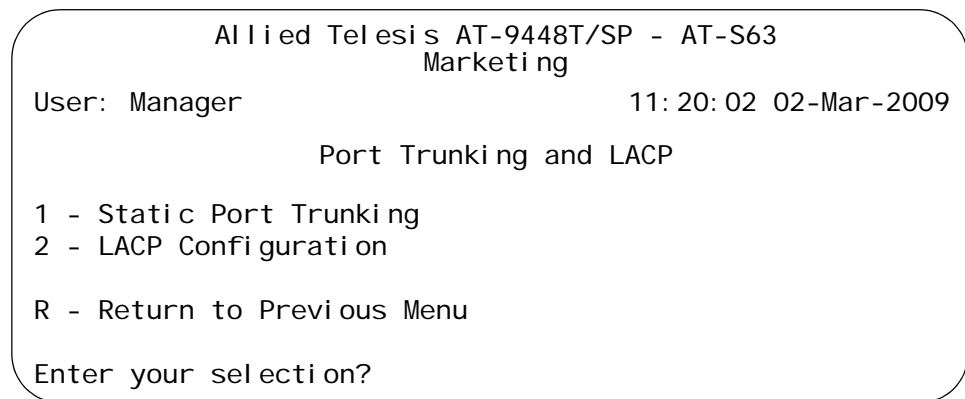 Allied Telesis AT-9448T/SP - AT-S63
Marketing
User: Manager 11:20:02 02-Mar-2009
Port Trunking and LACP
1 - Static Port Trunking
2 - LACP Configuration
R - Return to Previous Menu
Enter your selection?